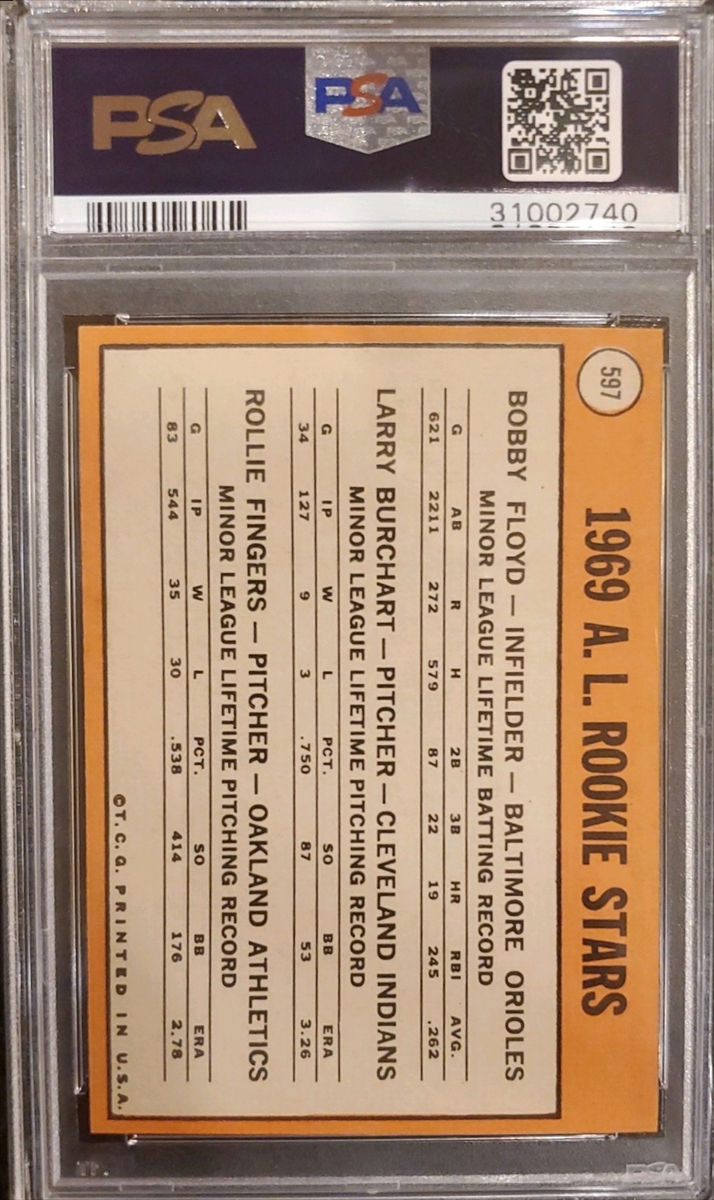 PSA
PSA
31002740
597
1969 A. L. ROOKIE STARS
BOBBY FLOYD — INFIELDER — BALTIMORE ORIOLES
MINOR LEAGUE LIFETIME BATTING RECORD
G AB R H 2B 3B HR RBI AVG.
621 2211 272 579 87 22 19 245 .262
LARRY BURCHART — PITCHER — CLEVELAND INDIANS
MINOR LEAGUE LIFETIME PITCHING RECORD
G IP W L PCT. SO BB ERA
34 127 9 3 .750 87 53 3.26
ROLLIE FINGERS — PITCHER — OAKLAND ATHLETICS
MINOR LEAGUE LIFETIME PITCHING RECORD
G IP W L PCT. SO BB ERA
83 544 35 30 .538 414 176 2.78
©T.C.G. PRINTED IN U.S.A.
PSA